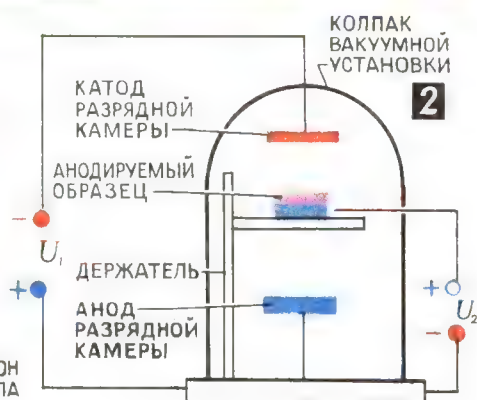 КОЛПАК
ВАКУУМНОЙ
УСТАНОВКИ
2
КАТОД
РАЗРЯДНОЙ
КАМЕРЫ
АНОДИРУЕМЫЙ
ОБРАЗЕЦ
−
U₁
+
ДЕРЖАТЕЛЬ
АНОД
РАЗРЯДНОЙ
КАМЕРЫ
+
U₂
−